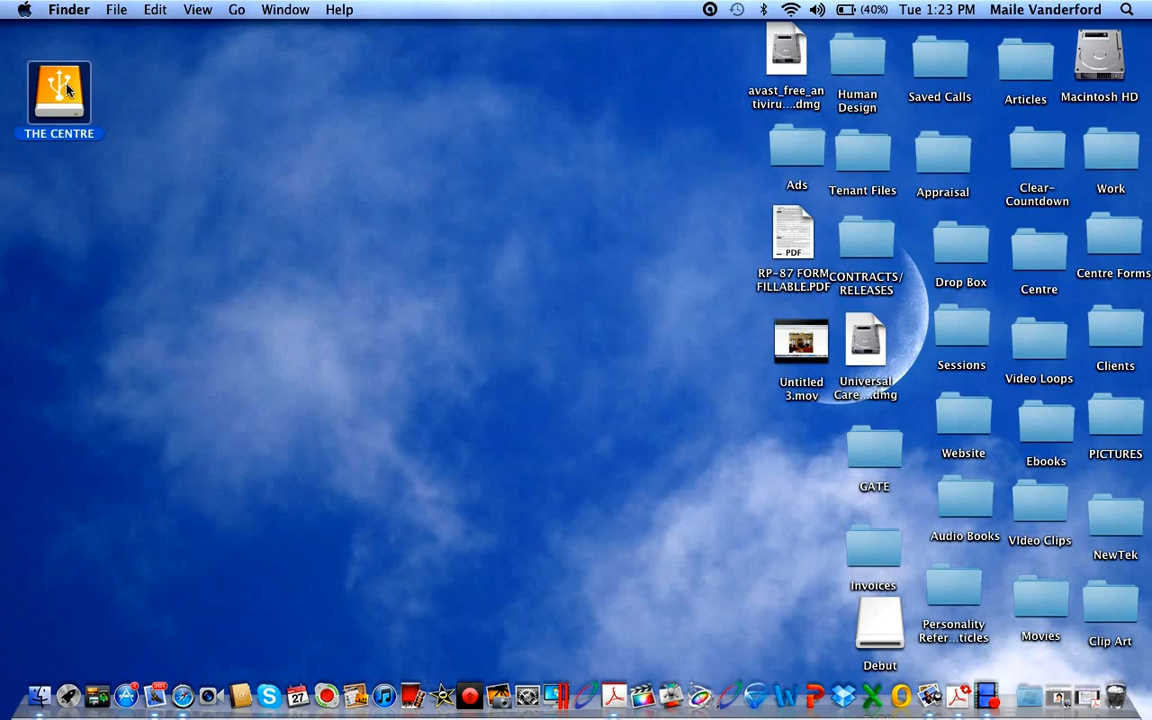 Finder File Edit View Go Window Help (40%) Tue 1:23 PM Maile Vanderford
THE CENTRE
avast_free_an
tiviru....dmg
Human
Design
Saved Calls
Articles
Macintosh HD
Ads
Tenant Files
Appraisal
Clear-
Countdown
Work
RP-87 FORM
FILLABLE.PDF
PDF
CONTRACTS/
RELEASES
Drop Box
Centre
Centre Forms
Untitled
3.mov
Universal
Care....dmg
Sessions
Video Loops
Clients
GATE
Website
Ebooks
PICTURES
Audio Books
VIdeo Clips
NewTek
Invoices
Personality
Refer...ticles
Movies
Clip Art
Debut
27